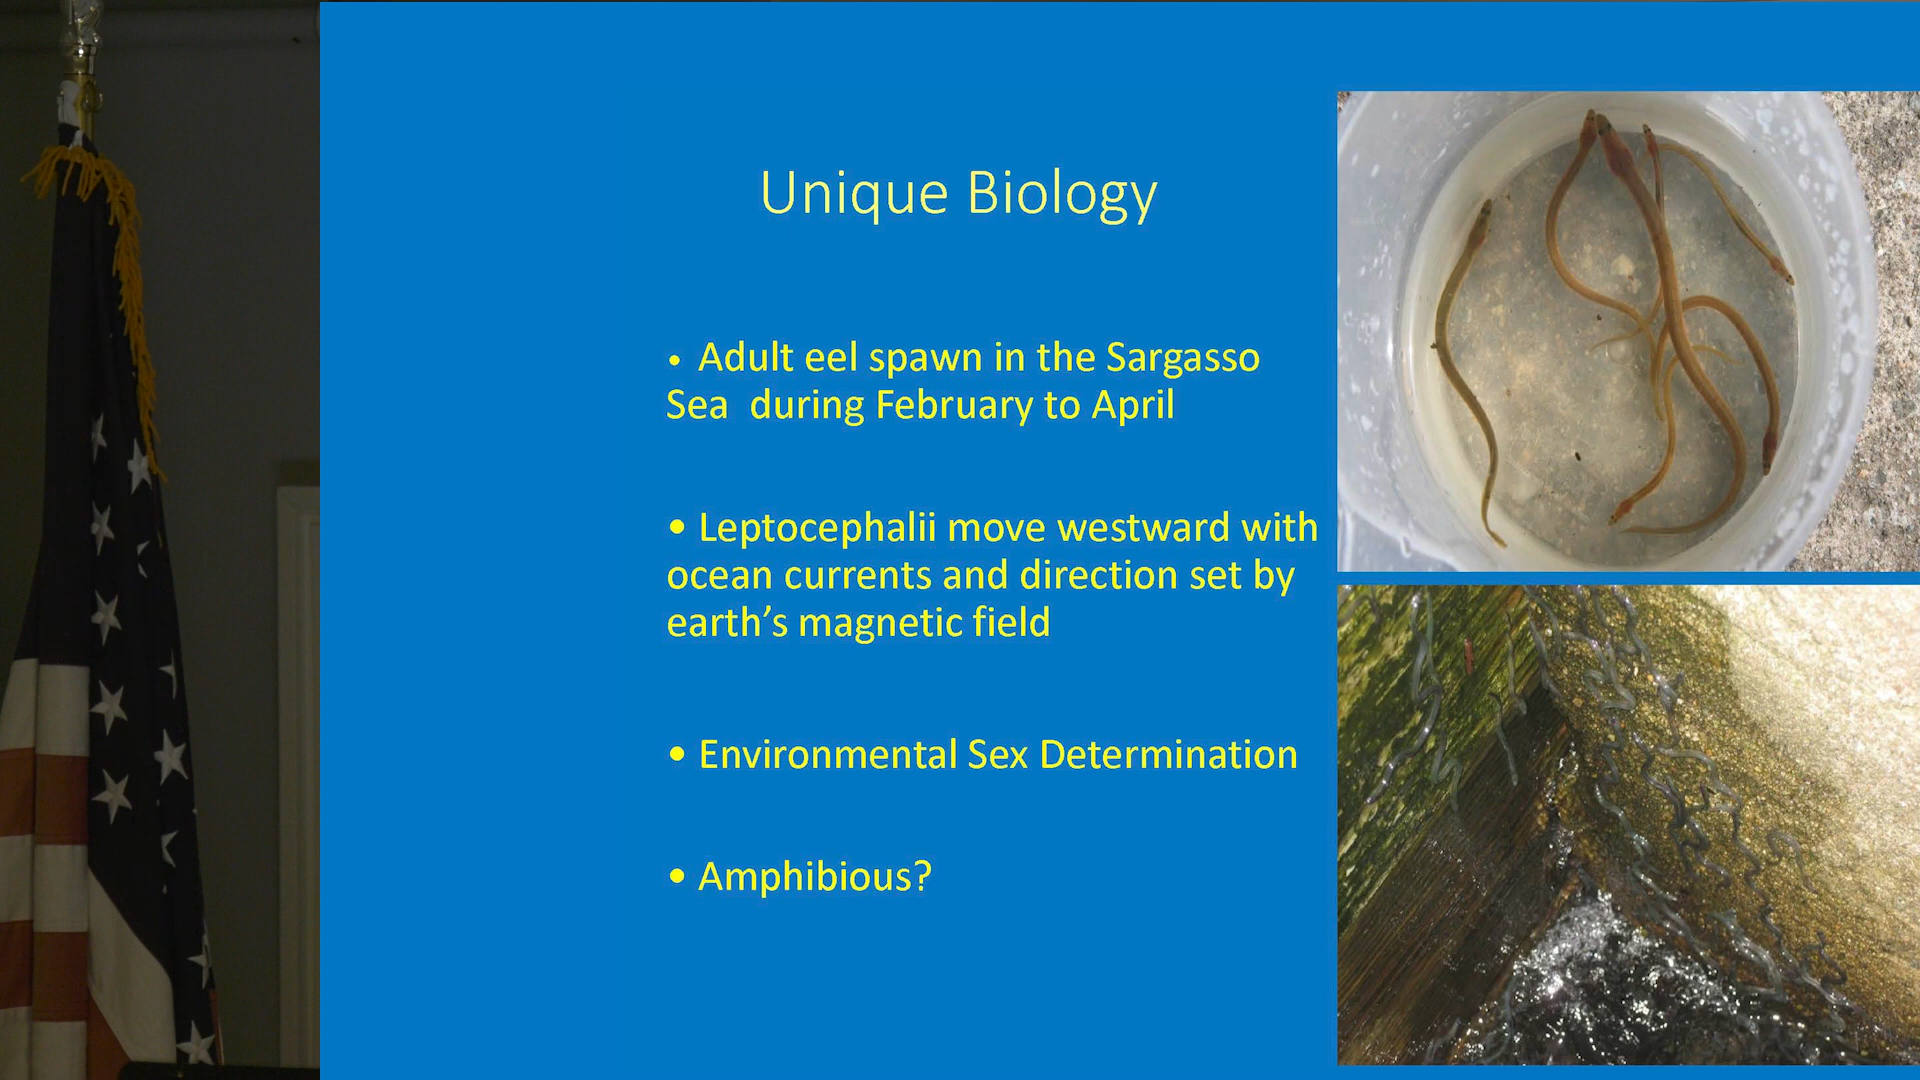 Unique Biology
• Adult eel spawn in the Sargasso
Sea during February to April
• Leptocephalii move westward with
ocean currents and direction set by
earth's magnetic field
• Environmental Sex Determination
• Amphibious?